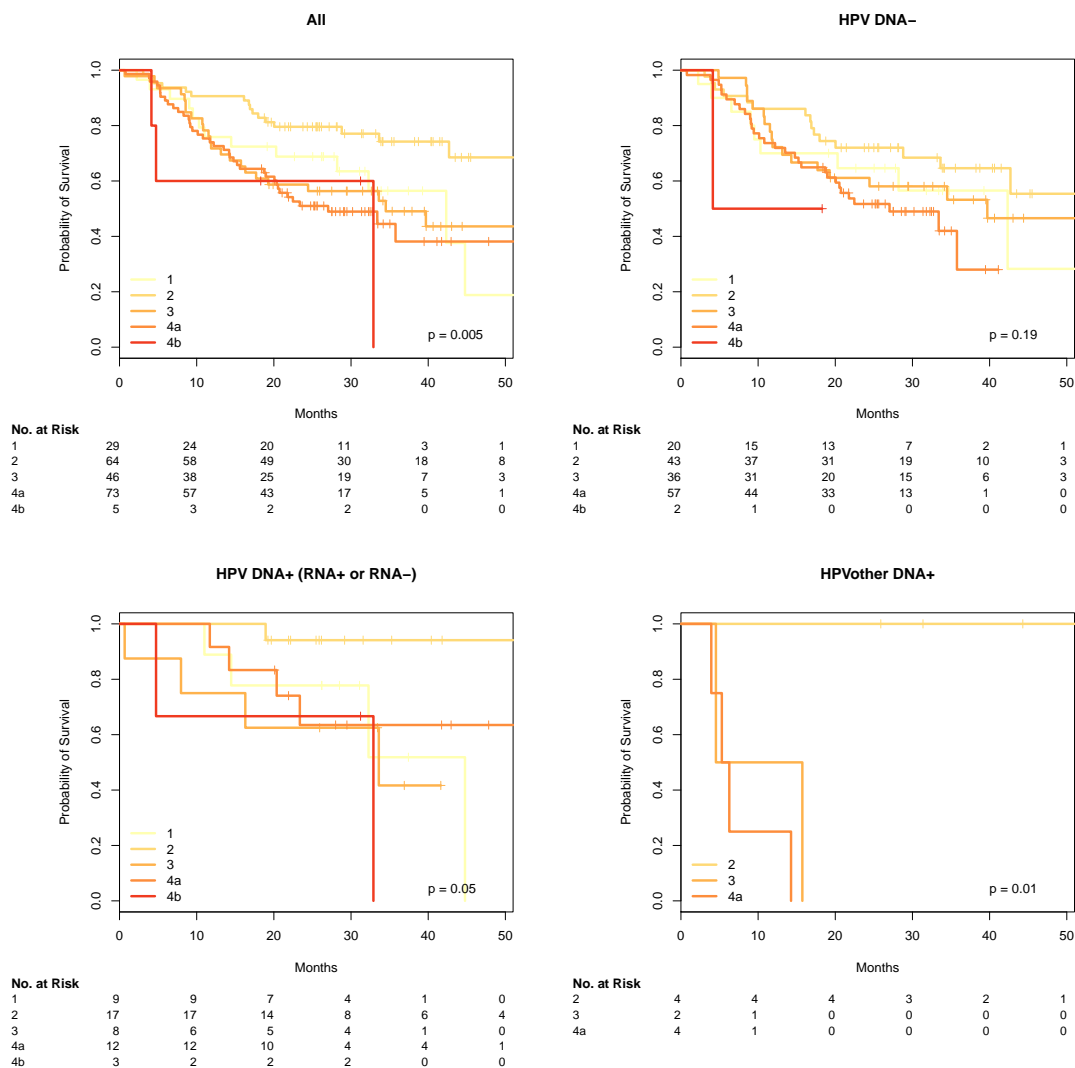 All
Probability of Survival
1.0
0.8
0.6
0.4
0.2
0.0
1
2
3
4a
4b
p = 0.005
0 10 20 30 40 50
Months
No. at Risk
1 29 24 20 11 3 1
2 64 58 49 30 18 8
3 46 38 25 19 7 3
4a 73 57 43 17 5 1
4b 5 3 2 2 0 0
HPV DNA−
Probability of Survival
1.0
0.8
0.6
0.4
0.2
0.0
1
2
3
4a
4b
p = 0.19
0 10 20 30 40 50
Months
No. at Risk
1 20 15 13 7 2 1
2 43 37 31 19 10 3
3 36 31 20 15 6 3
4a 57 44 33 13 1 0
4b 2 1 0 0 0 0
HPV DNA+ (RNA+ or RNA−)
Probability of Survival
1.0
0.8
0.6
0.4
0.2
0.0
1
2
3
4a
4b
p = 0.05
0 10 20 30 40 50
Months
No. at Risk
1 9 9 7 4 1 0
2 17 17 14 8 6 4
3 8 6 5 4 1 0
4a 12 12 10 4 4 1
4b 3 2 2 2 0 0
HPVother DNA+
Probability of Survival
1.0
0.8
0.6
0.4
0.2
0.0
2
3
4a
p = 0.01
0 10 20 30 40 50
Months
No. at Risk
2 4 4 4 3 2 1
3 2 1 0 0 0 0
4a 4 1 0 0 0 0